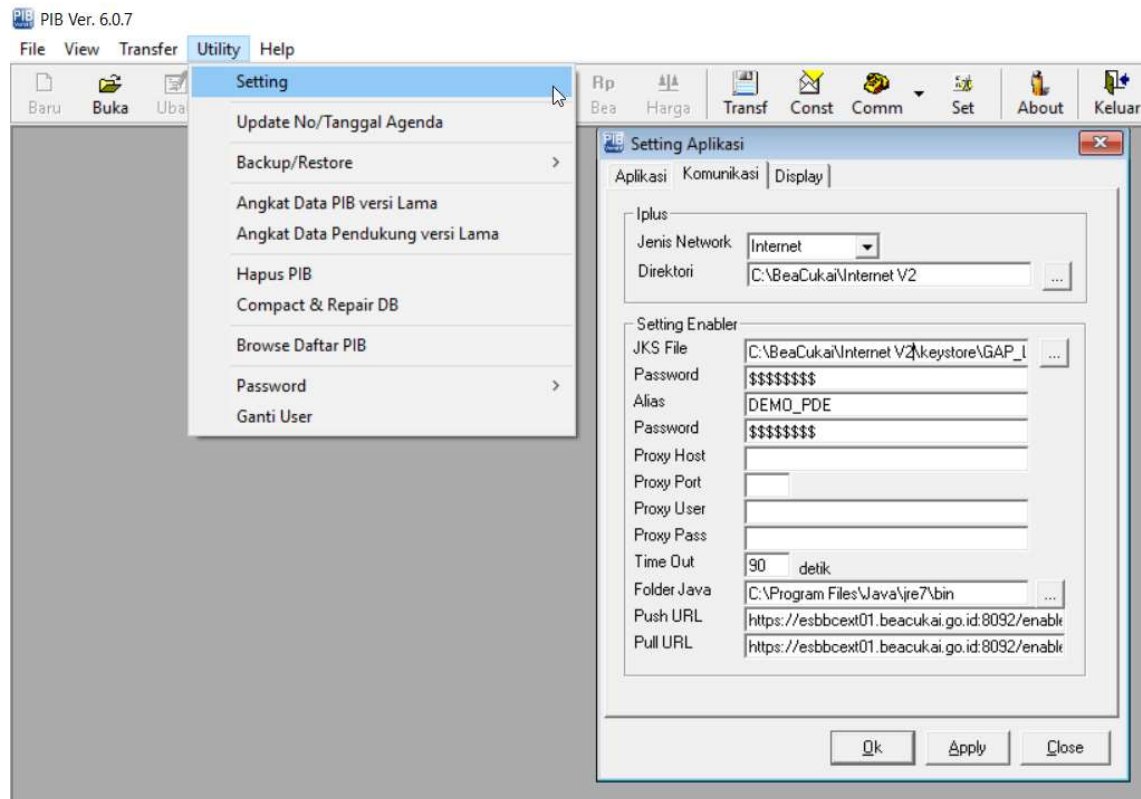 PIB Ver. 6.0.7
File View Transfer Utility Help
Baru Buka Rp Bea Harga Transf Const Comm Set About Keluar
Setting
Update No/Tanggal Agenda
Backup/Restore
Angkat Data PIB versi Lama
Angkat Data Pendukung versi Lama
Hapus PIB
Compact & Repair DB
Browse Daftar PIB
Password
Ganti User
Setting Aplikasi
Aplikasi Komunikasi Display
Iplus
Jenis Network Internet
Direktori C:\BeaCukai\Internet V2 ...
Setting Enabler
JKS File C:\BeaCukai\Internet V2\keystore\GAP_L ...
Password $$$$$$$$
Alias DEMO_PDE
Password $$$$$$$$
Proxy Host
Proxy Port
Proxy User
Proxy Pass
Time Out 90 detik
Folder Java C:\Program Files\Java\jre7\bin ...
Push URL https://esbbcext01.beacukai.go.id:8092/enable
Pull URL https://esbbcext01.beacukai.go.id:8092/enable
Ok Apply Close